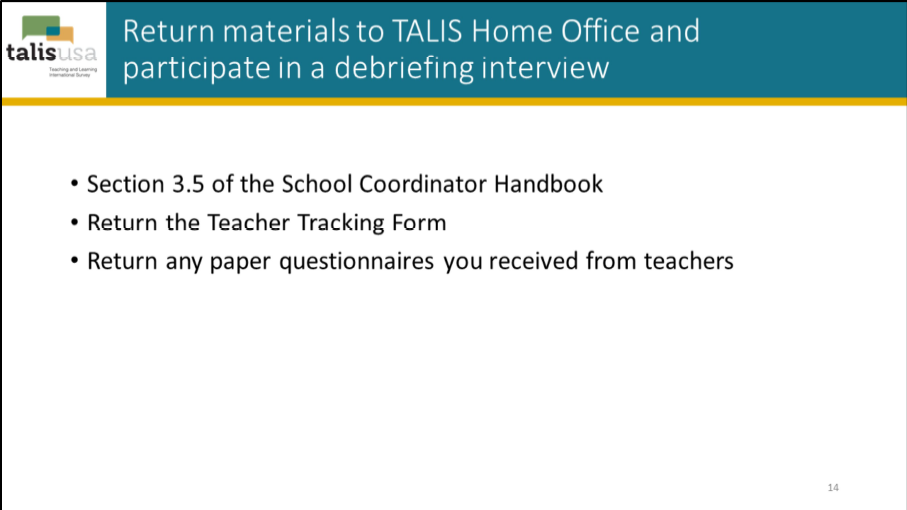 talisusa
Teaching and Learning
International Survey
Return materials to TALIS Home Office and
participate in a debriefing interview
• Section 3.5 of the School Coordinator Handbook
• Return the Teacher Tracking Form
• Return any paper questionnaires you received from teachers
14